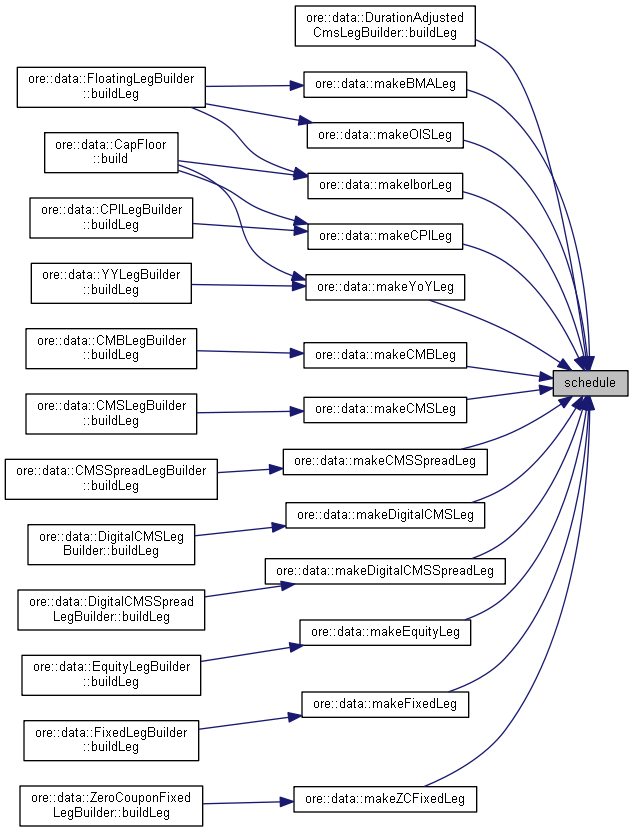 ore::data::DurationAdjusted
CmsLegBuilder::buildLeg
ore::data::FloatingLegBuilder
::buildLeg
ore::data::makeBMALeg
ore::data::makeOISLeg
ore::data::CapFloor
::build
ore::data::makeIborLeg
ore::data::CPILegBuilder
::buildLeg
ore::data::makeCPILeg
ore::data::YYLegBuilder
::buildLeg
ore::data::makeYoYLeg
ore::data::CMBLegBuilder
::buildLeg
ore::data::makeCMBLeg
schedule
ore::data::CMSLegBuilder
::buildLeg
ore::data::makeCMSLeg
ore::data::CMSSpreadLegBuilder
::buildLeg
ore::data::makeCMSSpreadLeg
ore::data::DigitalCMSLeg
Builder::buildLeg
ore::data::makeDigitalCMSLeg
ore::data::DigitalCMSSpread
LegBuilder::buildLeg
ore::data::makeDigitalCMSSpreadLeg
ore::data::EquityLegBuilder
::buildLeg
ore::data::makeEquityLeg
ore::data::FixedLegBuilder
::buildLeg
ore::data::makeFixedLeg
ore::data::ZeroCouponFixed
LegBuilder::buildLeg
ore::data::makeZCFixedLeg